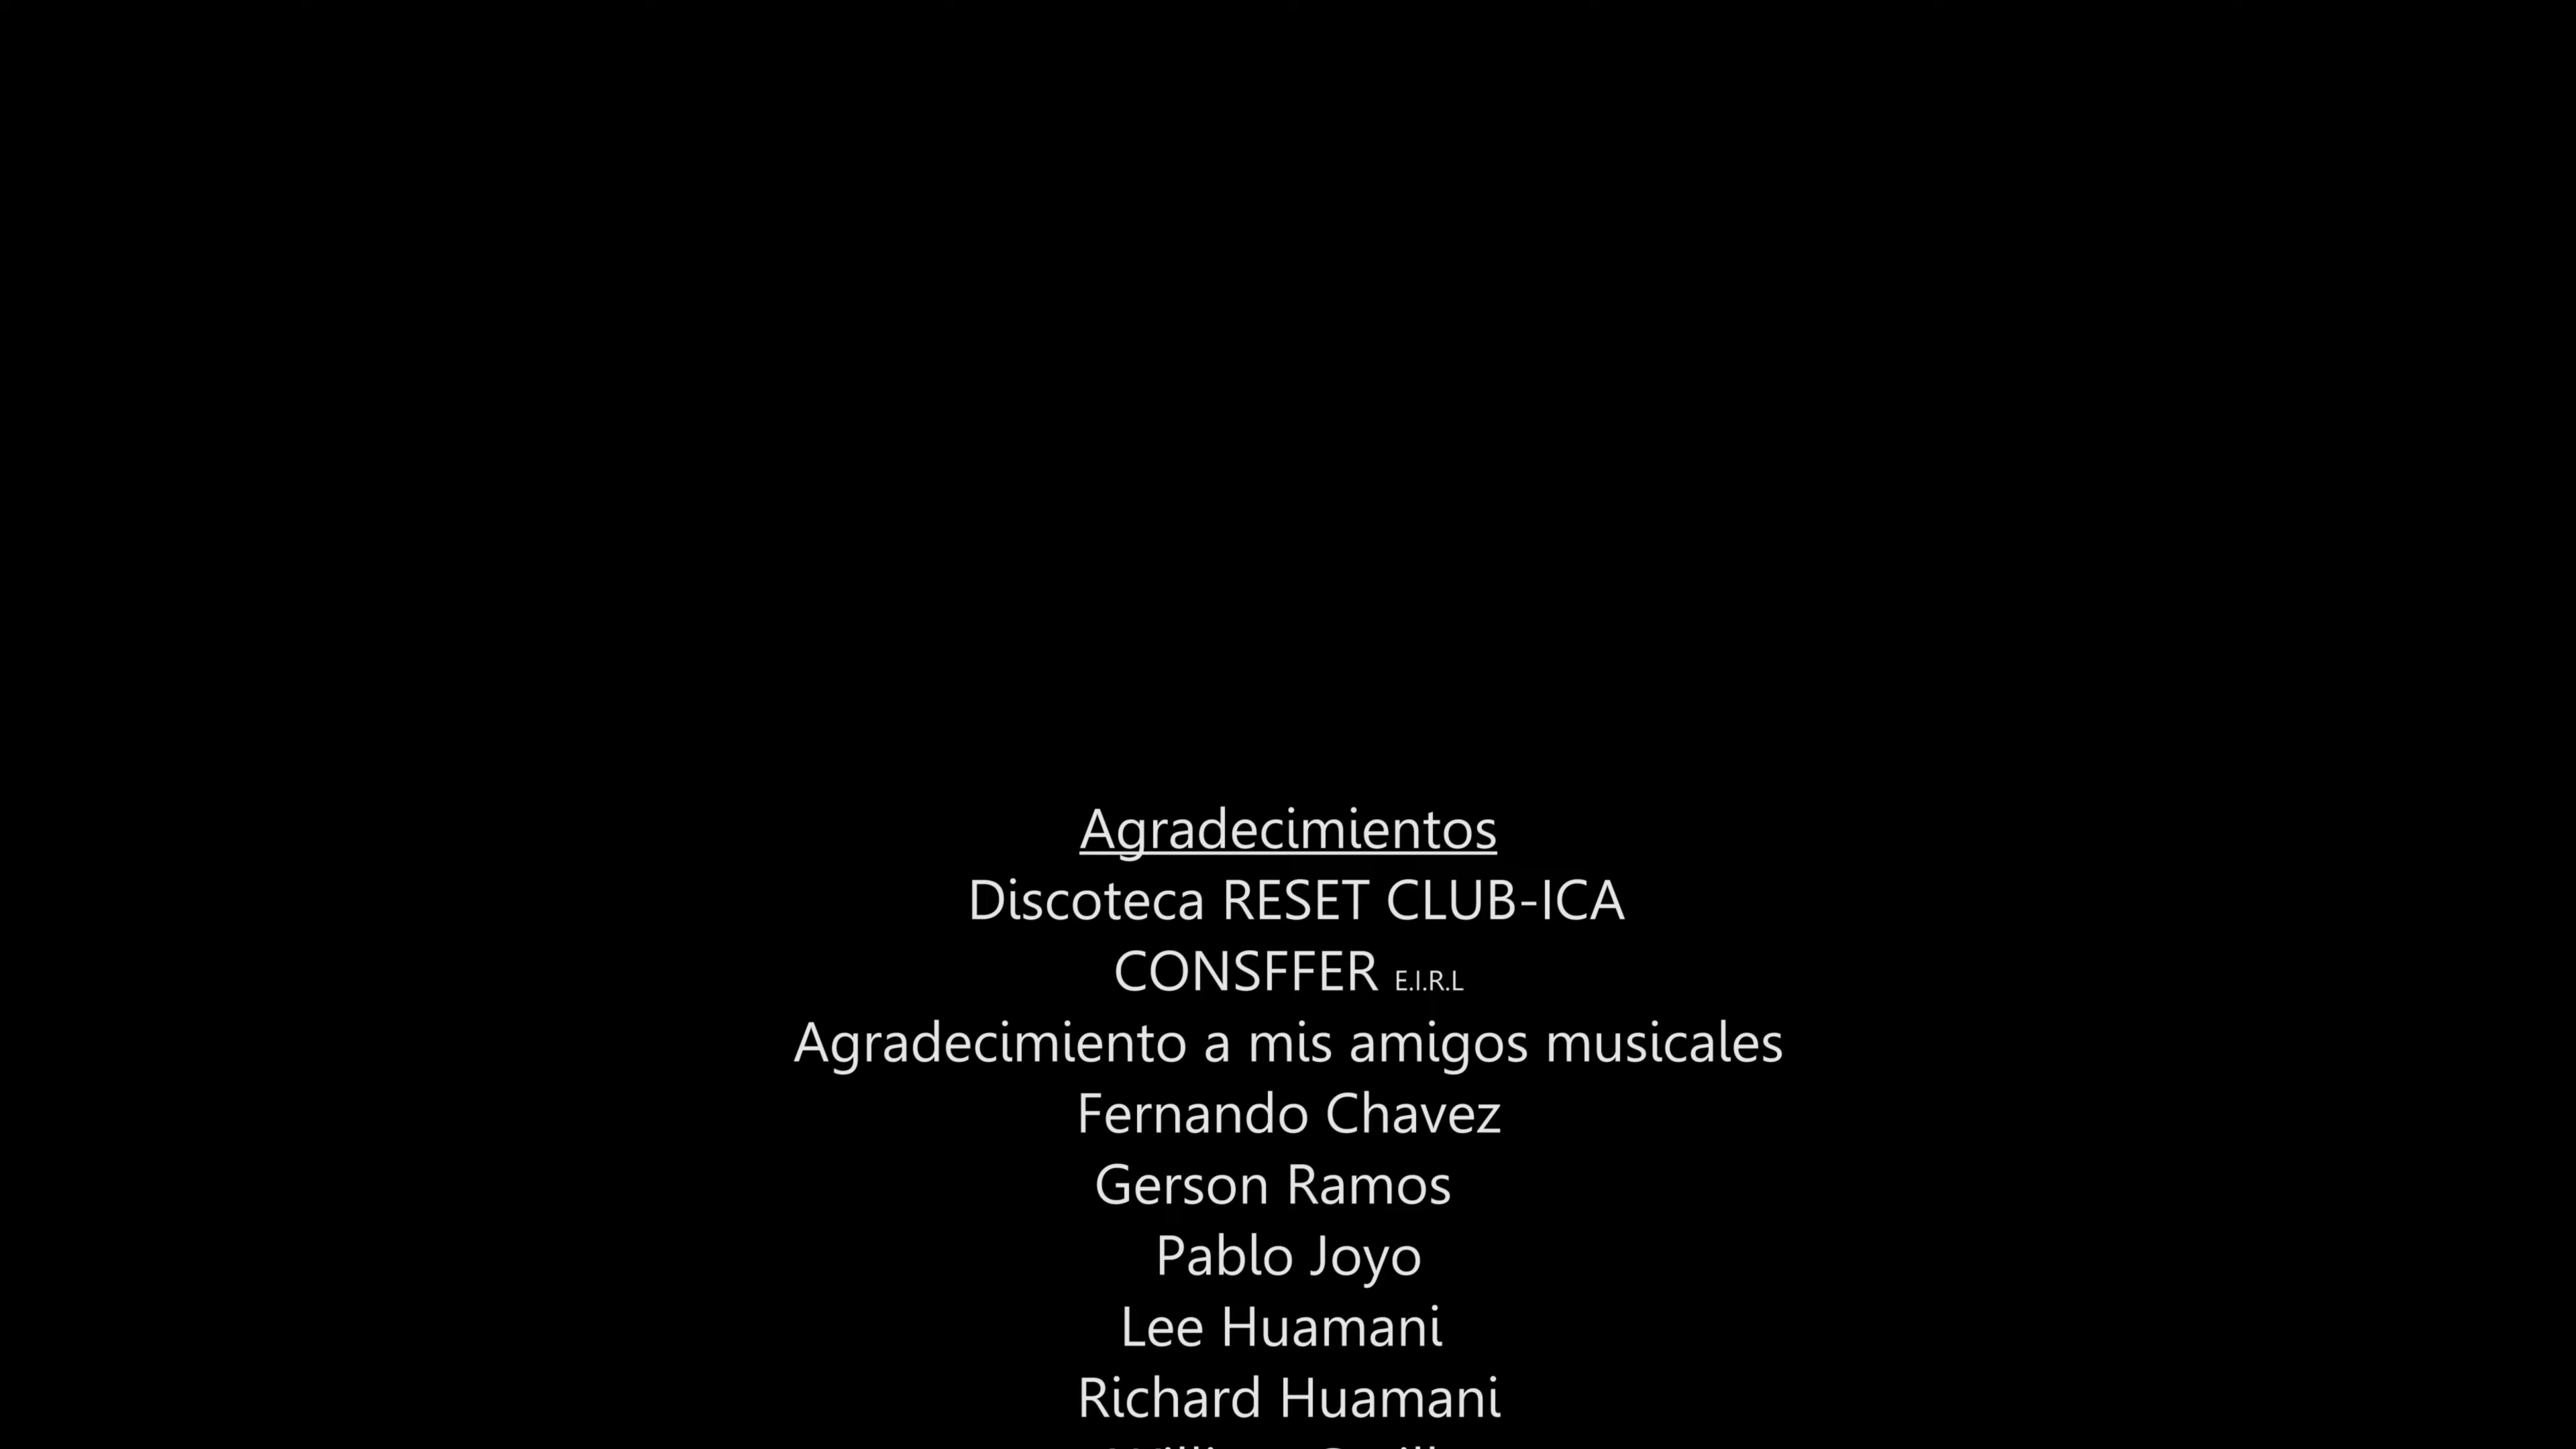 Agradecimientos
Discoteca RESET CLUB-ICA
CONSFFER E.I.R.L
Agradecimiento a mis amigos musicales
Fernando Chavez
Gerson Ramos
Pablo Joyo
Lee Huamani
Richard Huamani